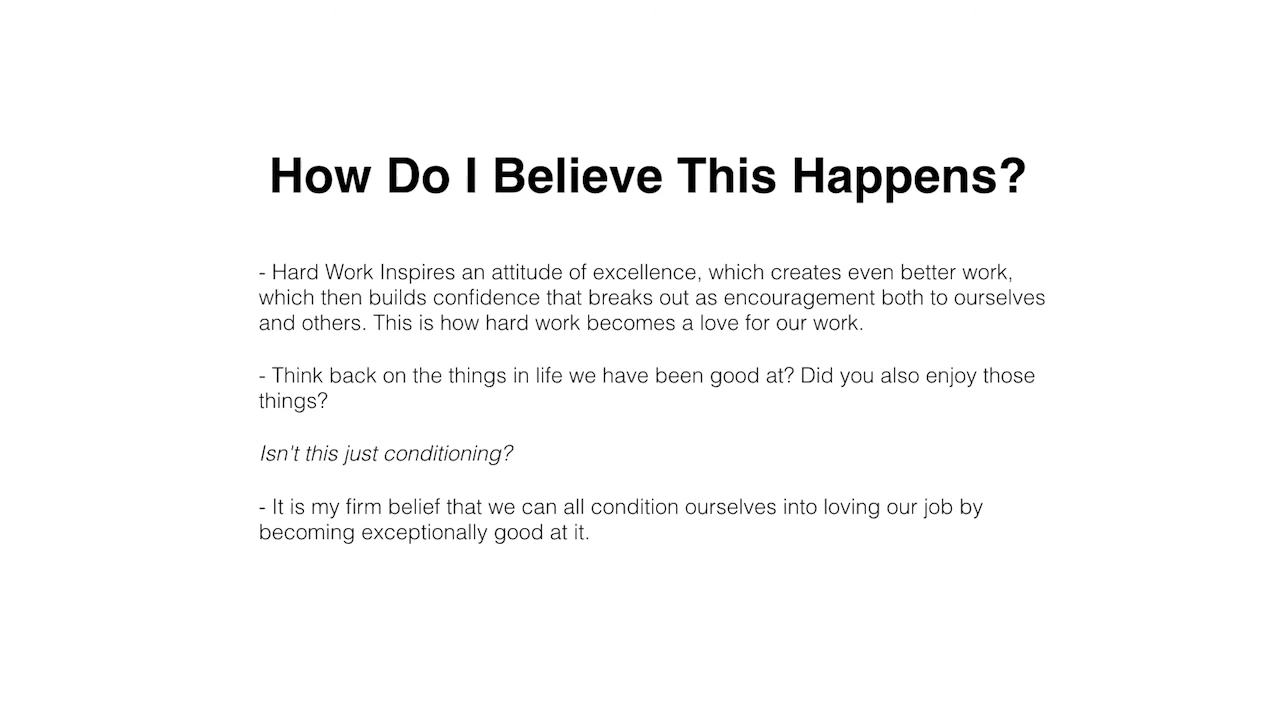 How Do I Believe This Happens?
- Hard Work Inspires an attitude of excellence, which creates even better work,
which then builds confidence that breaks out as encouragement both to ourselves
and others. This is how hard work becomes a love for our work.
- Think back on the things in life we have been good at? Did you also enjoy those
things?
Isn't this just conditioning?
- It is my firm belief that we can all condition ourselves into loving our job by
becoming exceptionally good at it.